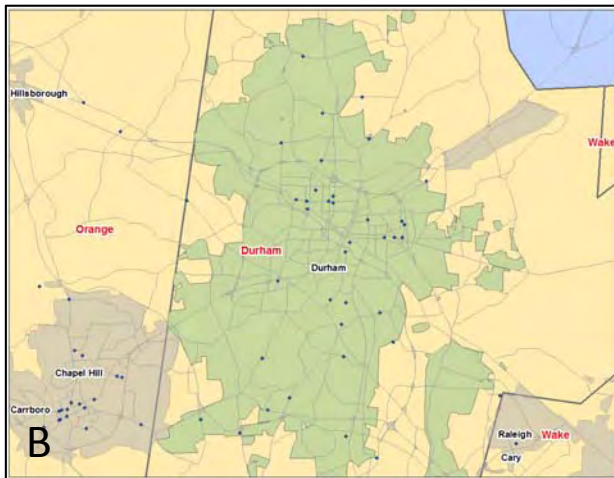 Hillsborough
Wake
Orange
Durham
Durham
Chapel Hill
Carrboro
Raleigh
Wake
Cary
B